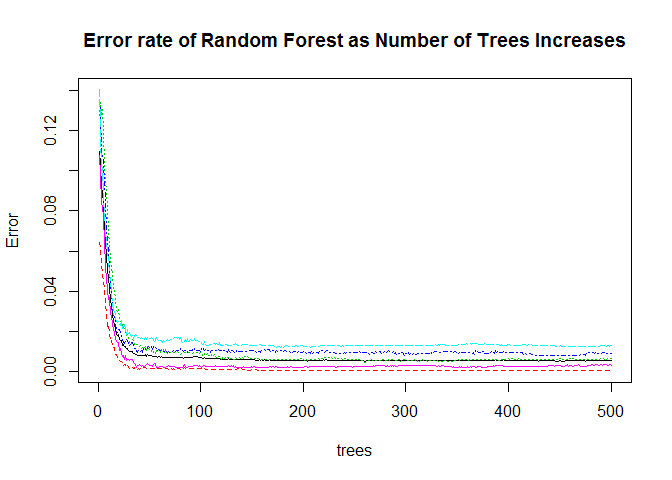 Error rate of Random Forest as Number of Trees Increases
Error
0.12
0.08
0.04
0.00
0 100 200 300 400 500
trees